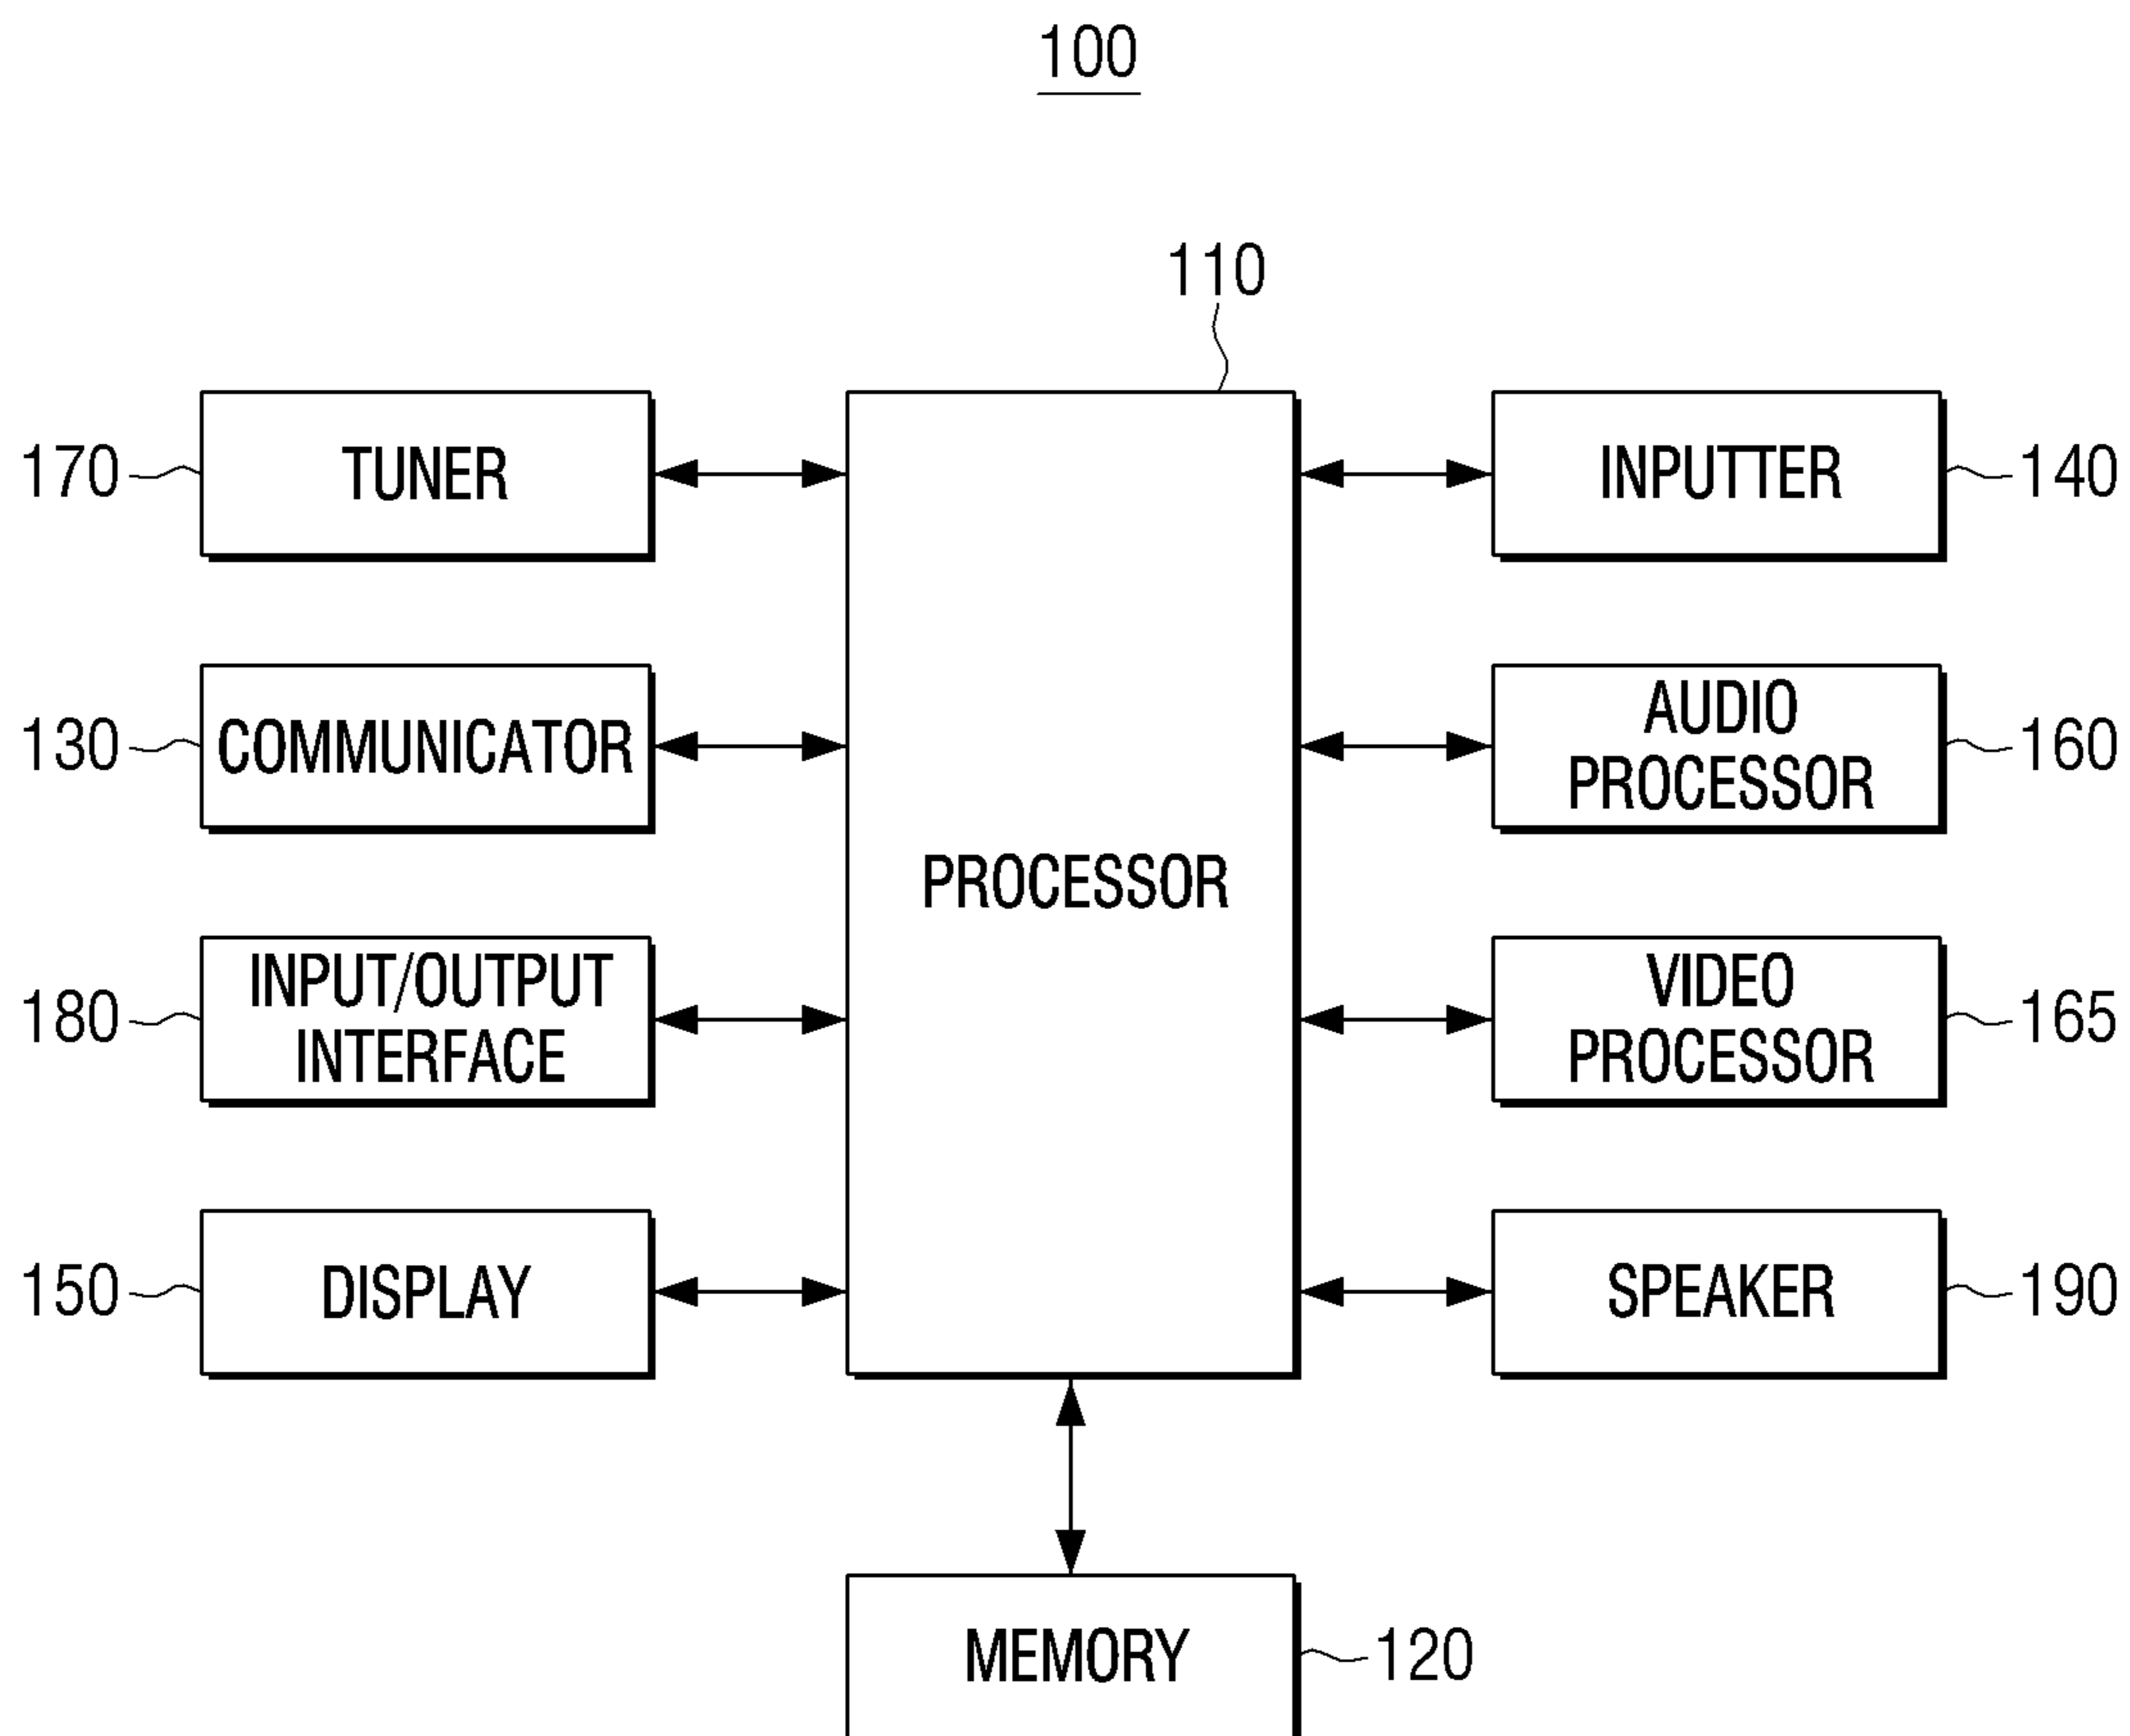 100
110
170
TUNER
INPUTTER
140
130
COMMUNICATOR
AUDIO
PROCESSOR
160
PROCESSOR
180
INPUT/OUTPUT
INTERFACE
VIDEO
PROCESSOR
165
150
DISPLAY
SPEAKER
190
MEMORY
120